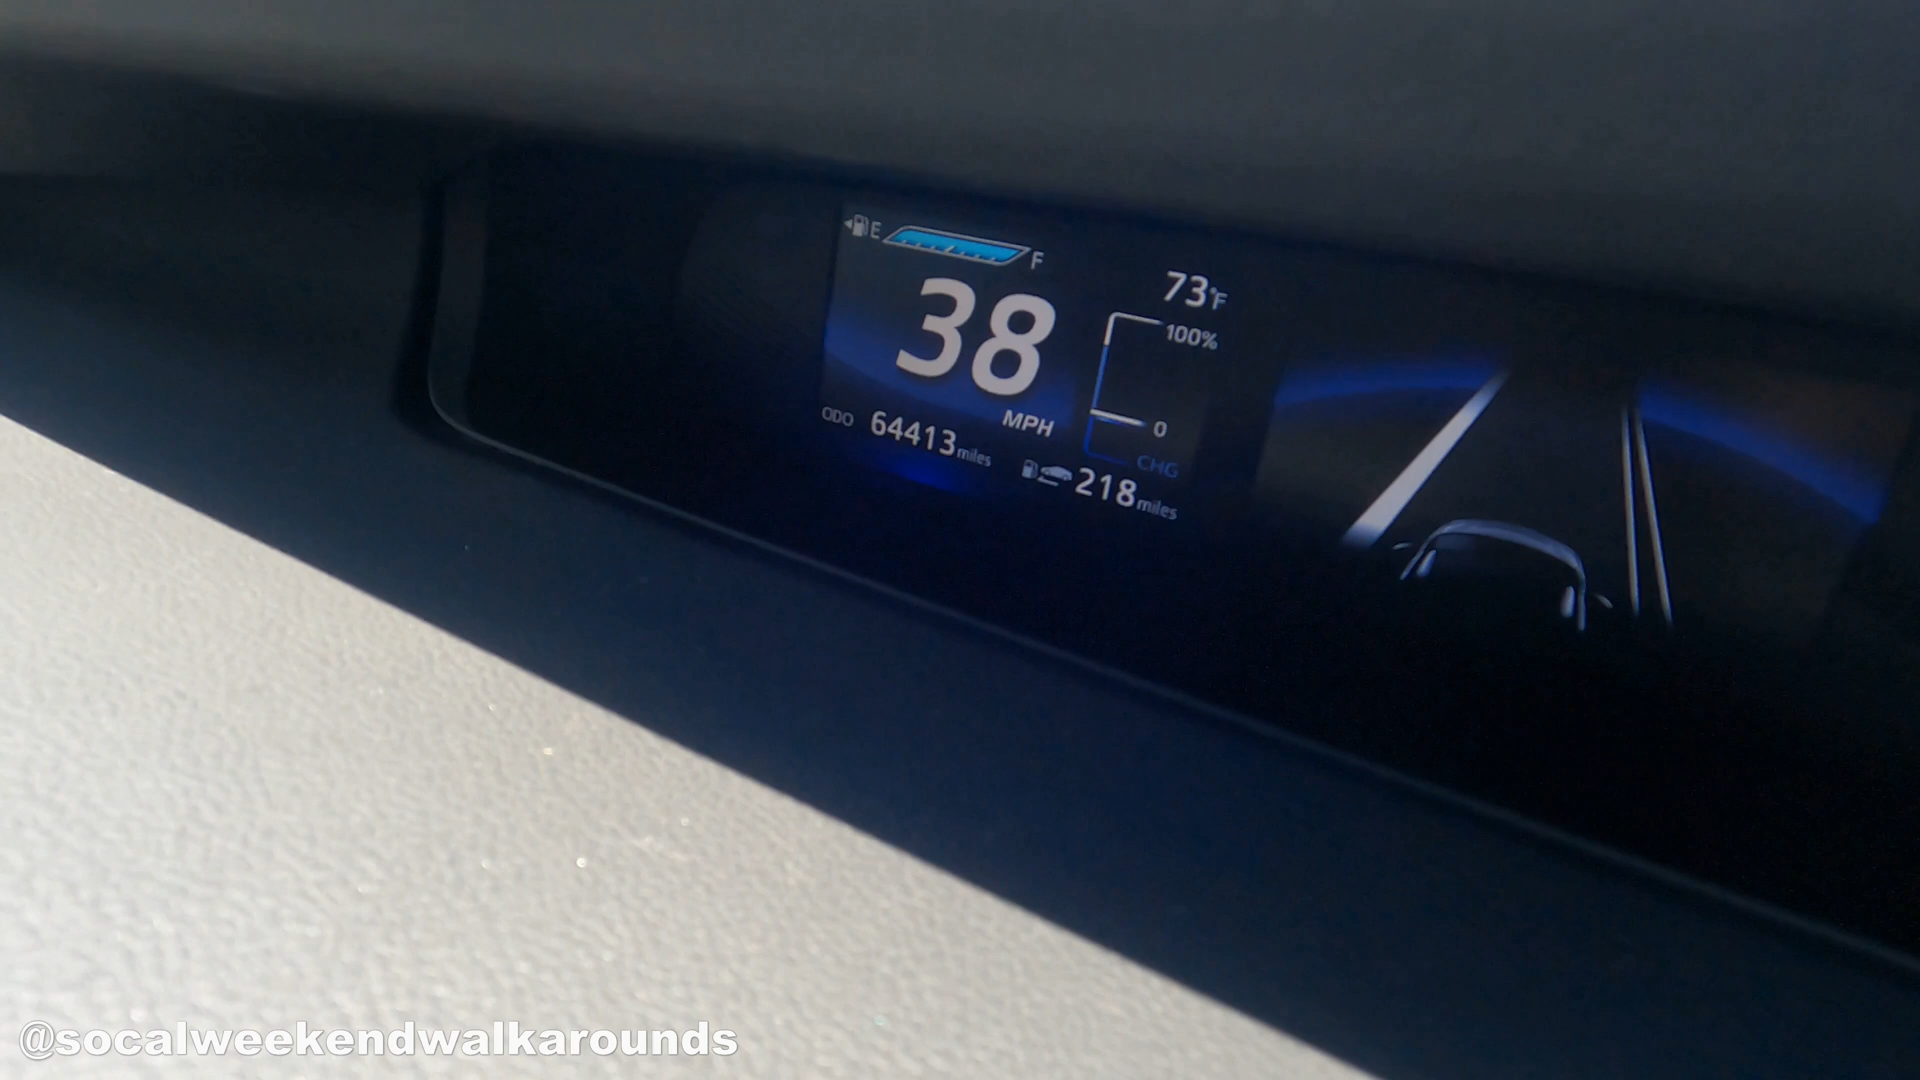 E F
38
MPH
ODO 64413 miles
73°F
100%
0
CHG
218 miles
@socalweekendwalkarounds